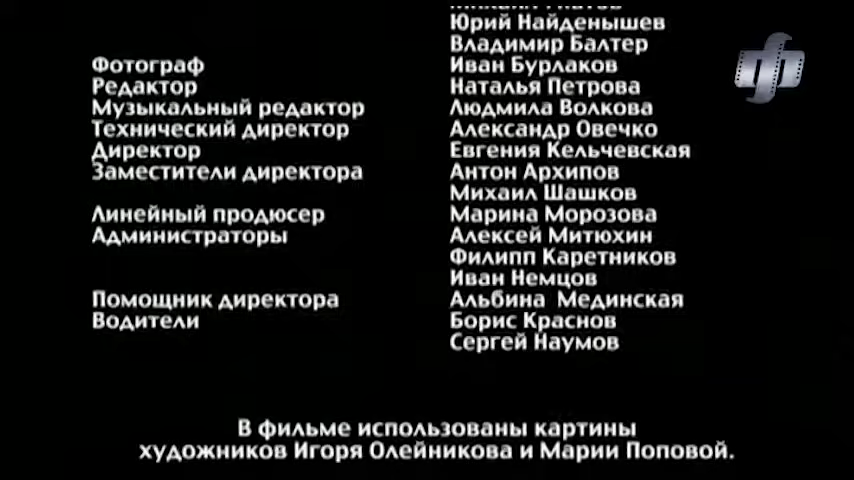 Юрий Найденышев
Владимир Балтер
Фотограф Иван Бурлаков
Редактор Наталья Петрова
Музыкальный редактор Людмила Волкова
Технический директор Александр Овечко
Директор Евгения Кельчевская
Заместители директора Антон Архипов
Михаил Шашков
Линейный продюсер Марина Морозова
Администраторы Алексей Митюхин
Филипп Каретников
Иван Немцов
Помощник директора Альбина Мединская
Водители Борис Краснов
Сергей Наумов
В фильме использованы картины
художников Игоря Олейникова и Марии Поповой.